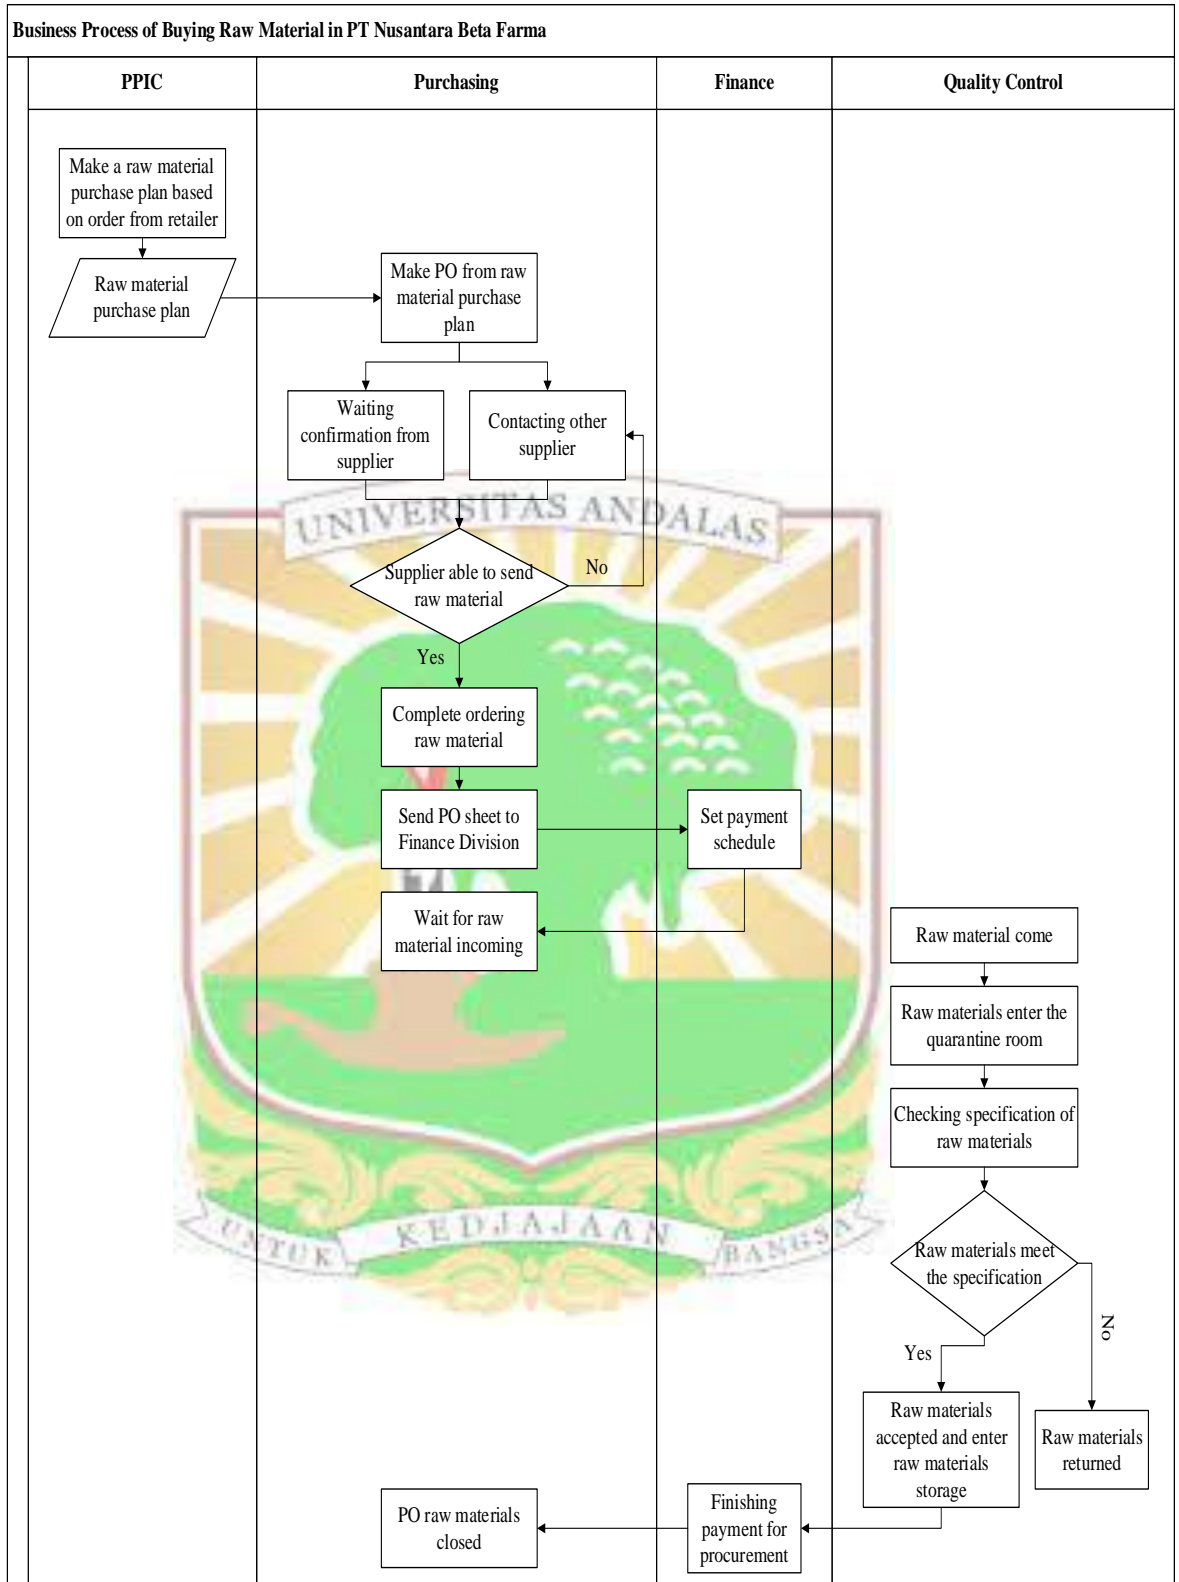 Business Process of Buying Raw Material in PT Nusantara Beta Farma
PPIC
Purchasing
Finance
Quality Control
Make a raw material
purchase plan based
on order from retailer
Raw material
purchase plan
Make PO from raw
material purchase
plan
Waiting
confirmation from
supplier
Contacting other
supplier
UNIVERSITAS ANDALAS
Supplier able to send
raw material
No
Yes
Complete ordering
raw material
Send PO sheet to
Finance Division
Set payment
schedule
Wait for raw
material incoming
Raw material come
Raw materials enter the
quarantine room
Checking specification of
raw materials
UNTUK KEDJAJAAN BANGSA
Raw materials meet
the specification
No
Yes
Raw materials
accepted and enter
raw materials
storage
Raw materials
returned
Finishing
payment for
procurement
PO raw materials
closed